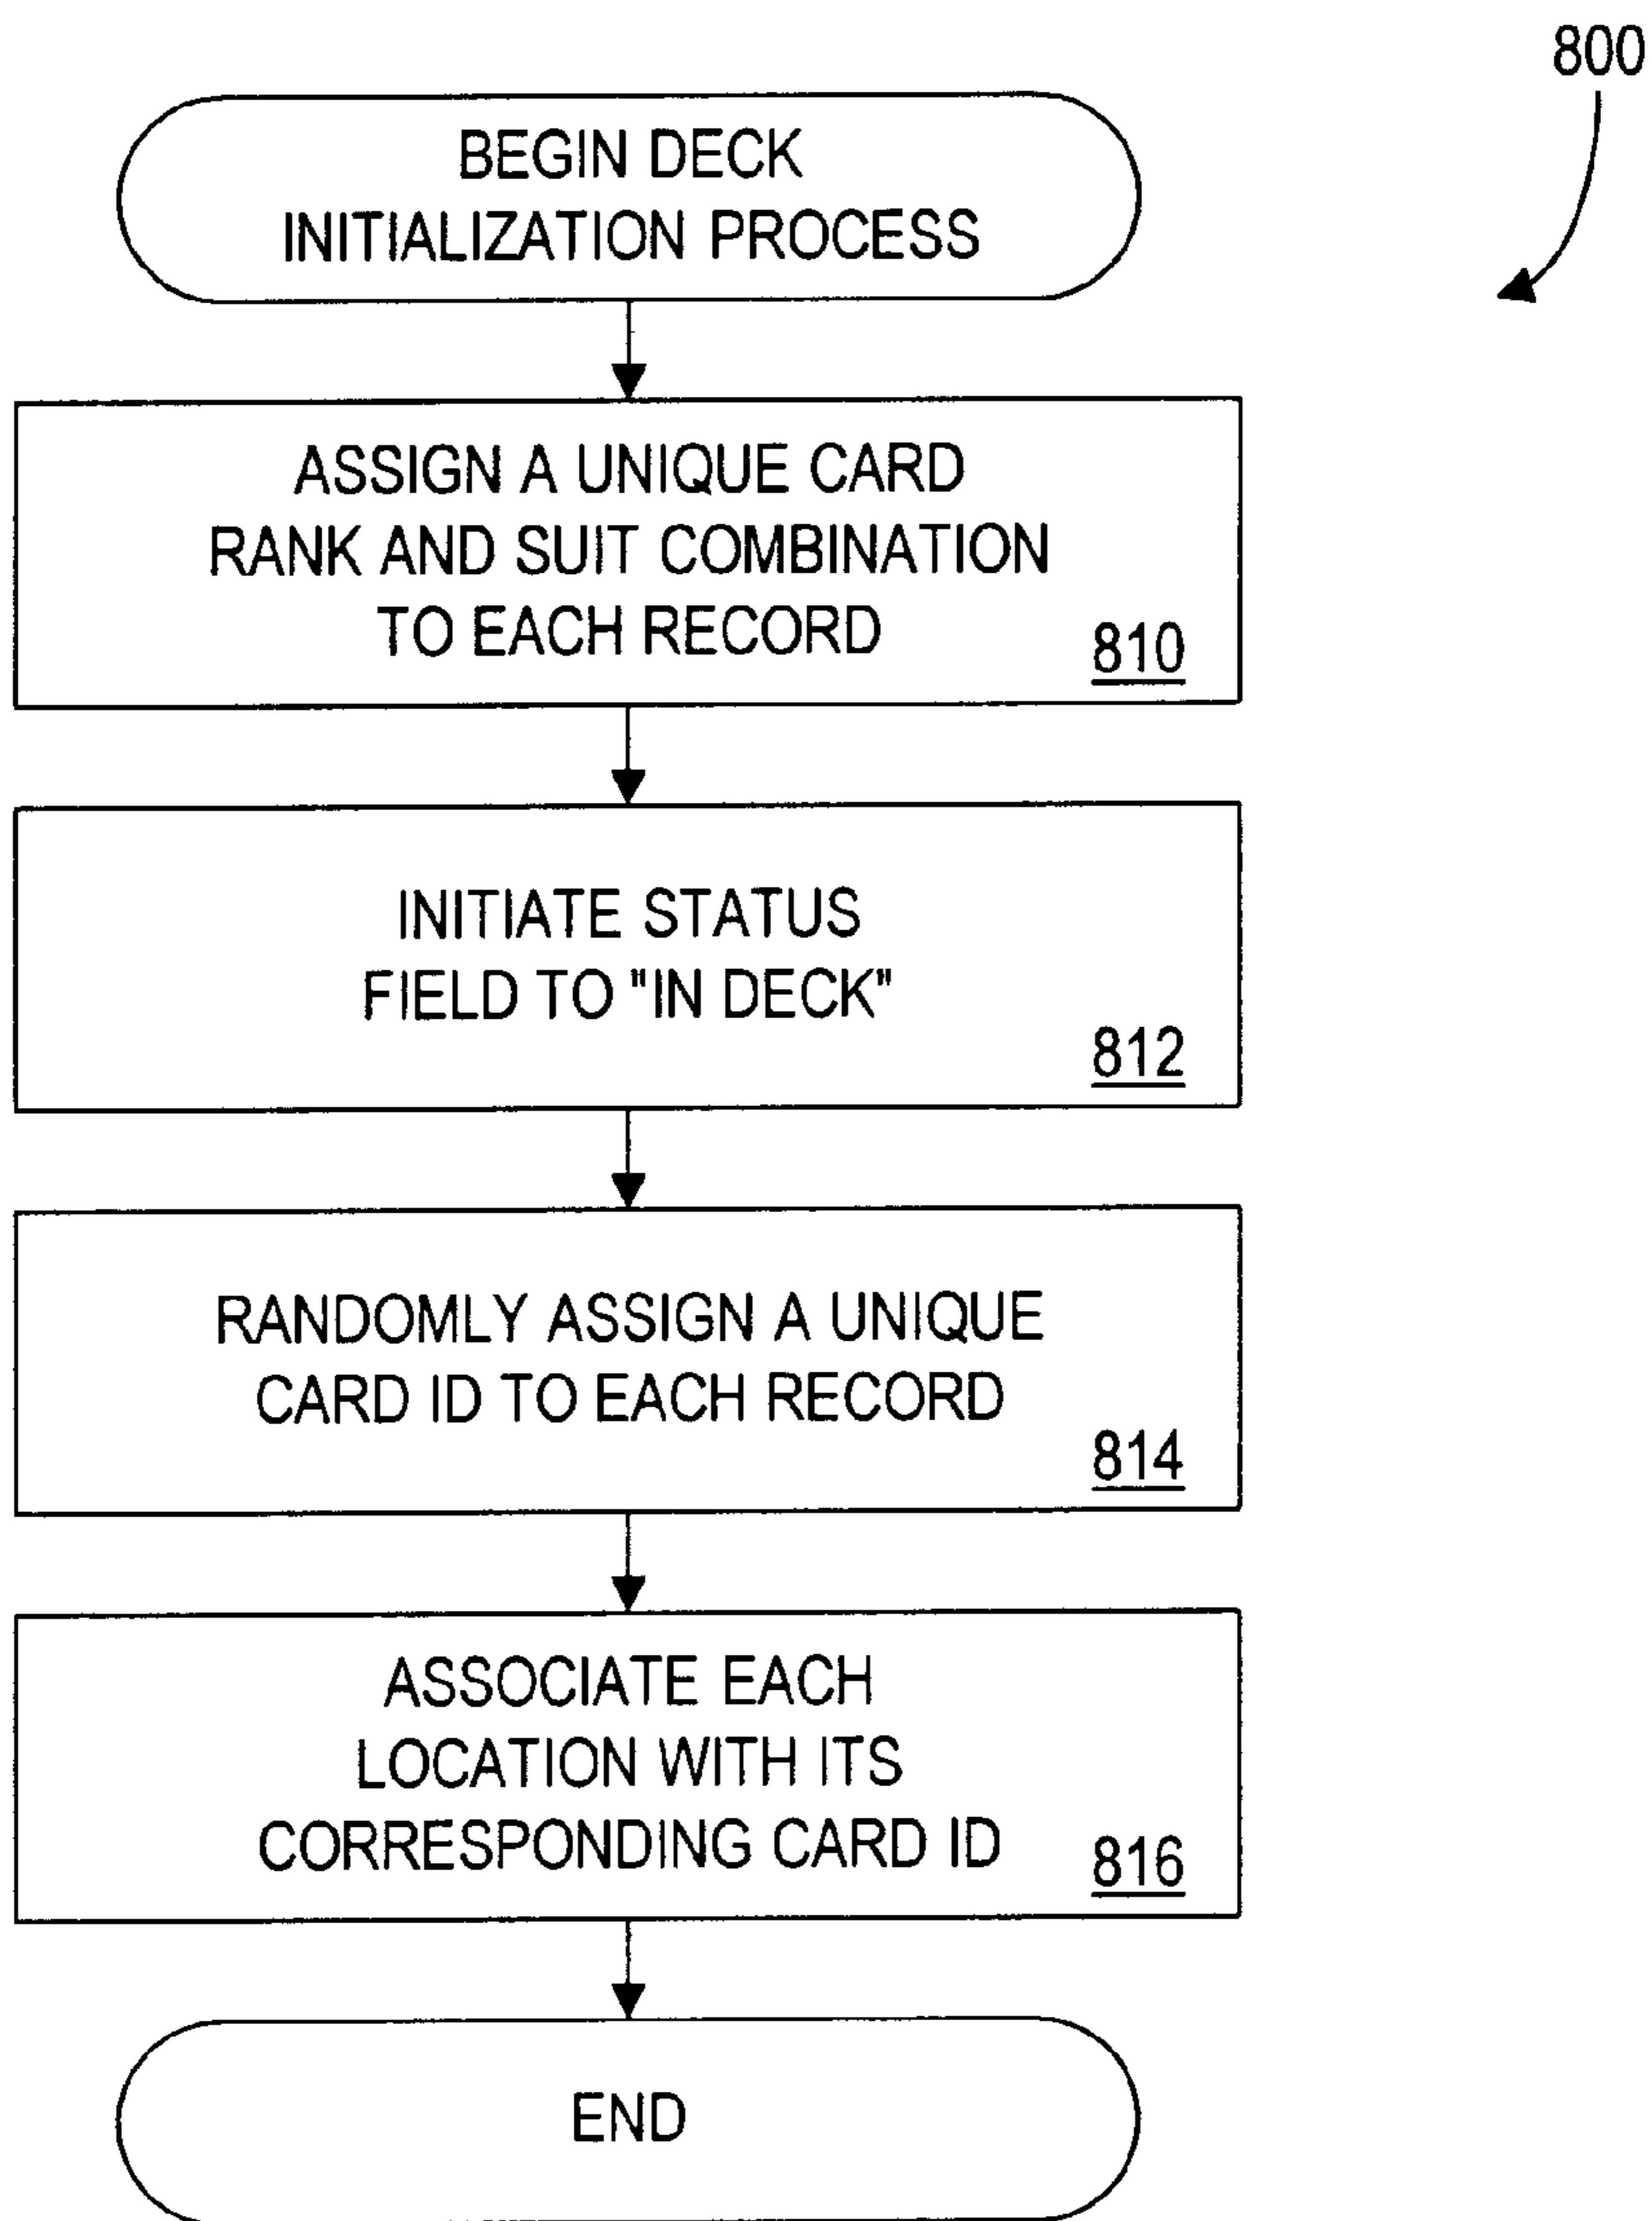 800
BEGIN DECK
INITIALIZATION PROCESS
ASSIGN A UNIQUE CARD
RANK AND SUIT COMBINATION
TO EACH RECORD
810
INITIATE STATUS
FIELD TO "IN DECK"
812
RANDOMLY ASSIGN A UNIQUE
CARD ID TO EACH RECORD
814
ASSOCIATE EACH
LOCATION WITH ITS
CORRESPONDING CARD ID
816
END